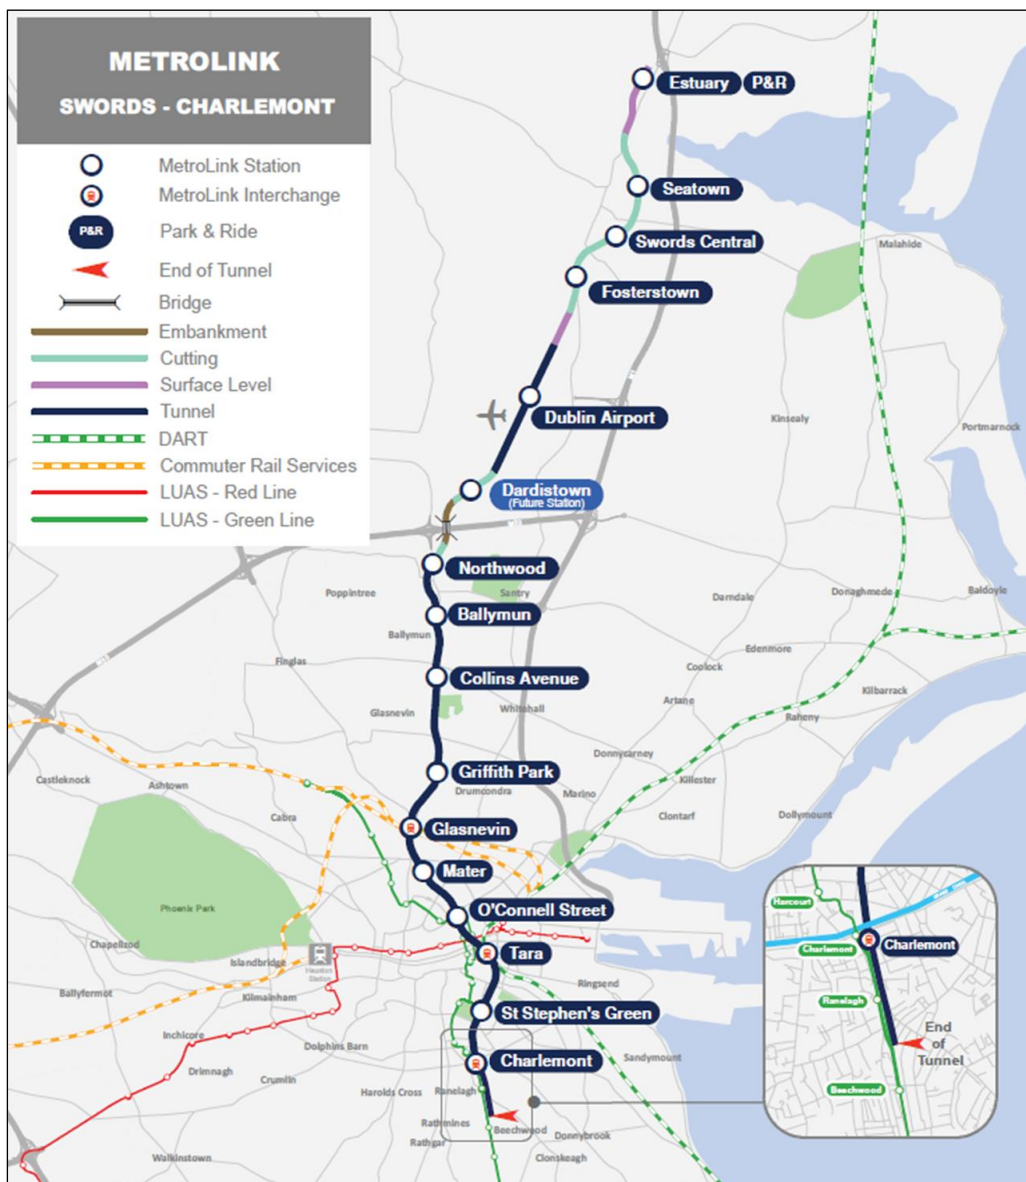 METROLINK
SWORDS - CHARLEMONT
MetroLink Station
MetroLink Interchange
P&R
Park & Ride
End of Tunnel
Bridge
Embankment
Cutting
Surface Level
Tunnel
DART
Commuter Rail Services
LUAS - Red Line
LUAS - Green Line
Estuary
P&R
Seatown
Swords Central
Malahide
Fosterstown
Dublin Airport
Kinsealy
Portmarnock
Dardistown
(Future Station)
Northwood
Poppintree
Santry
Darndale
Donaghmede
Baldoyle
Ballymun
Ballymun
Edenmore
Finglas
Coolock
Collins Avenue
Kilbarrack
Artane
Glasnevin
Whitehall
Raheny
Donnycarney
Castleknock
Ashtown
Griffith Park
Killester
Drumcondra
Marino
Dollymount
Cabra
Clontarf
Glasnevin
Mater
Phoenix Park
O'Connell Street
Chapelizod
Islandbridge
Heuston
Station
Tara
Ringsend
Ballyfermot
Kilmainham
St Stephen's Green
Inchicore
Dolphins Barn
Charlemont
Sandymount
Drimnagh
Crumlin
Harolds Cross
Ranelagh
Rathmines
Beechwood
Rathgar
Donnybrook
Walkinstown
Clonskeagh
Harcourt
Charlemont
Charlemont
Ranelagh
End
of
Tunnel
Beechwood